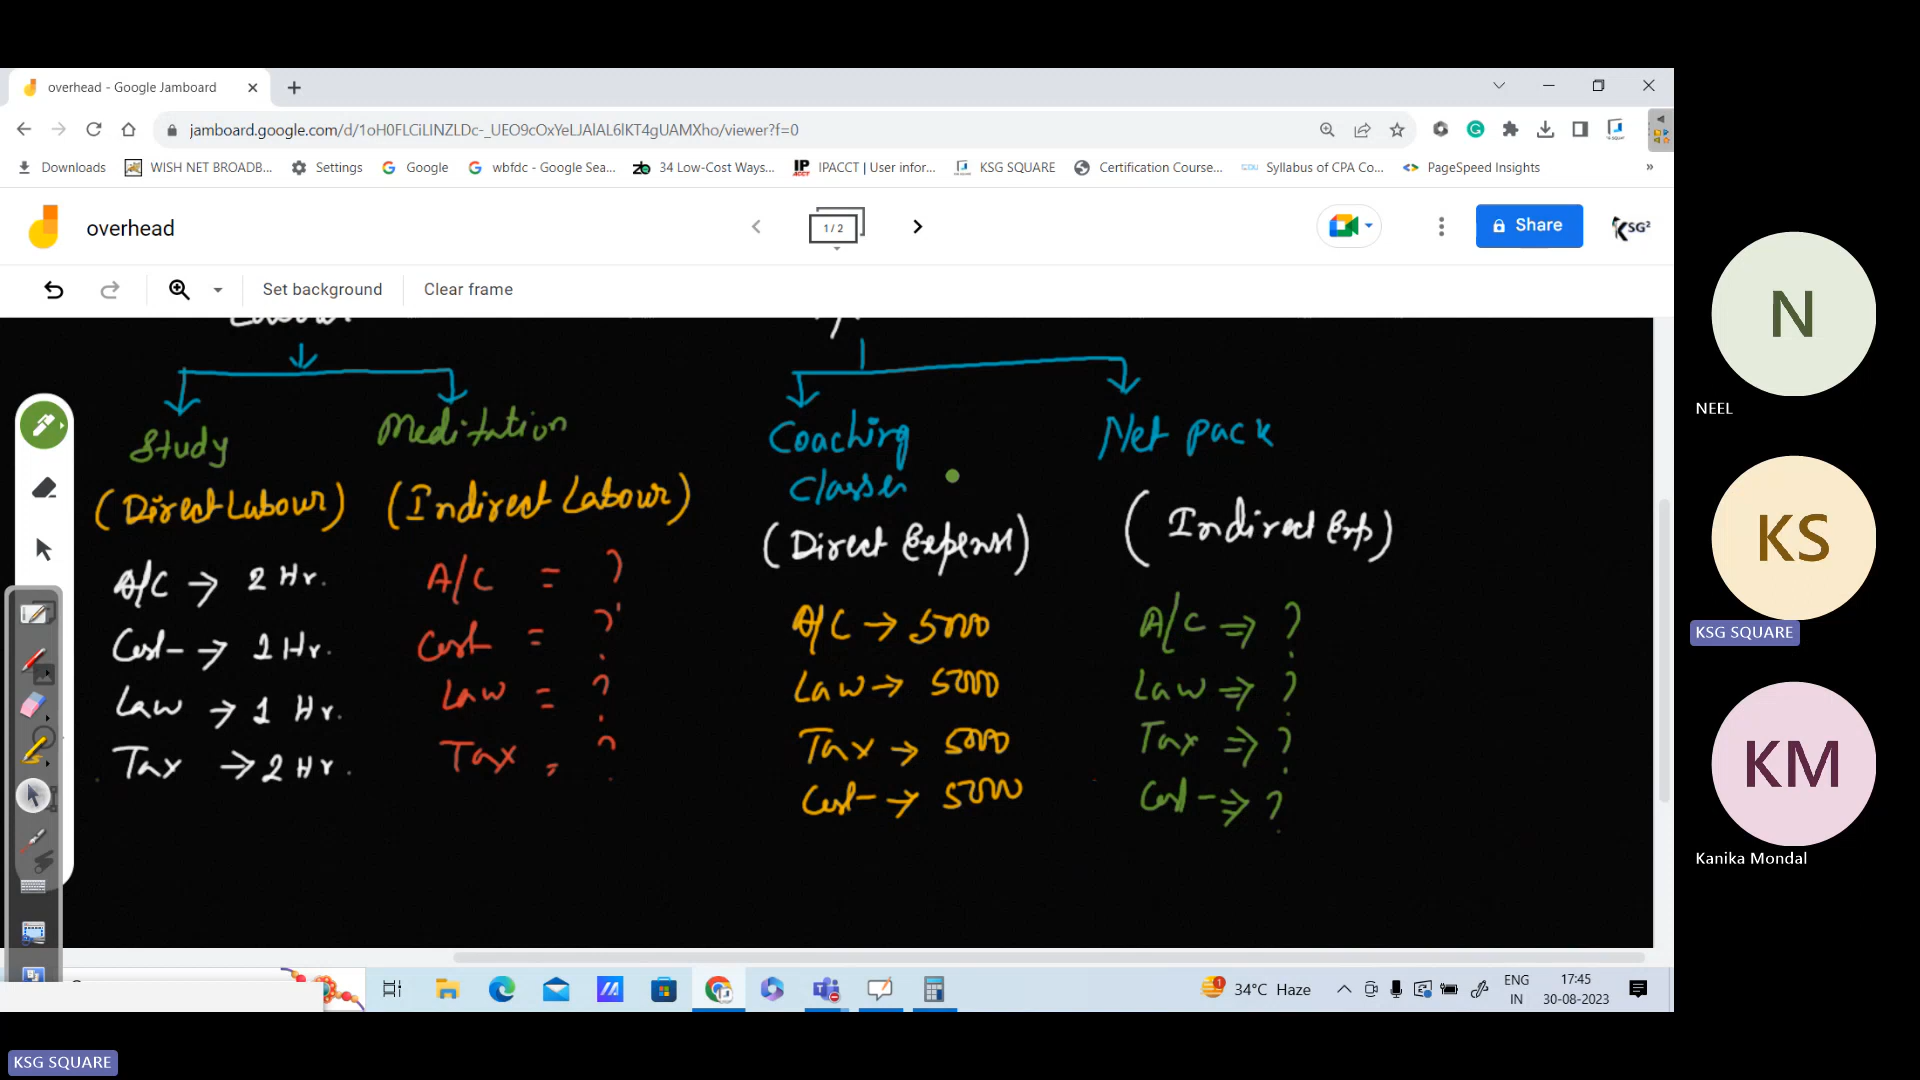 overhead - Google Jamboard
jamboard.google.com/d/1oH0FLCiLINZLDc-_UEO9cOxYeLJAlAL6lKT4gUAMXho/viewer?f=0
Downloads WISH NET BROADB... Settings Google wbfdc - Google Sea... 34 Low-Cost Ways... IPACCT | User infor... KSG SQUARE Certification Course... Syllabus of CPA Co... PageSpeed Insights »
overhead
1 / 2
Share
KSG²
Set background Clear frame
Labour
Study Meditation Coaching Classes Net pack
(Direct Labour) (Indirect Labour) (Direct Expense) (Indirect Exp)
A/C → 2 Hr.
Cost → 1 Hr.
Law → 1 Hr.
Tax → 2 Hr.
A/C = ?
Cost = ?
Law = ?
Tax = ?
A/C → 5000
Law → 5000
Tax → 5000
Cost → 5000
A/C ⇒ ?
Law ⇒ ?
Tax ⇒ ?
Cost ⇒ ?
34°C Haze
ENG
IN
17:45
30-08-2023
N
NEEL
KS
KSG SQUARE
KM
Kanika Mondal
KSG SQUARE